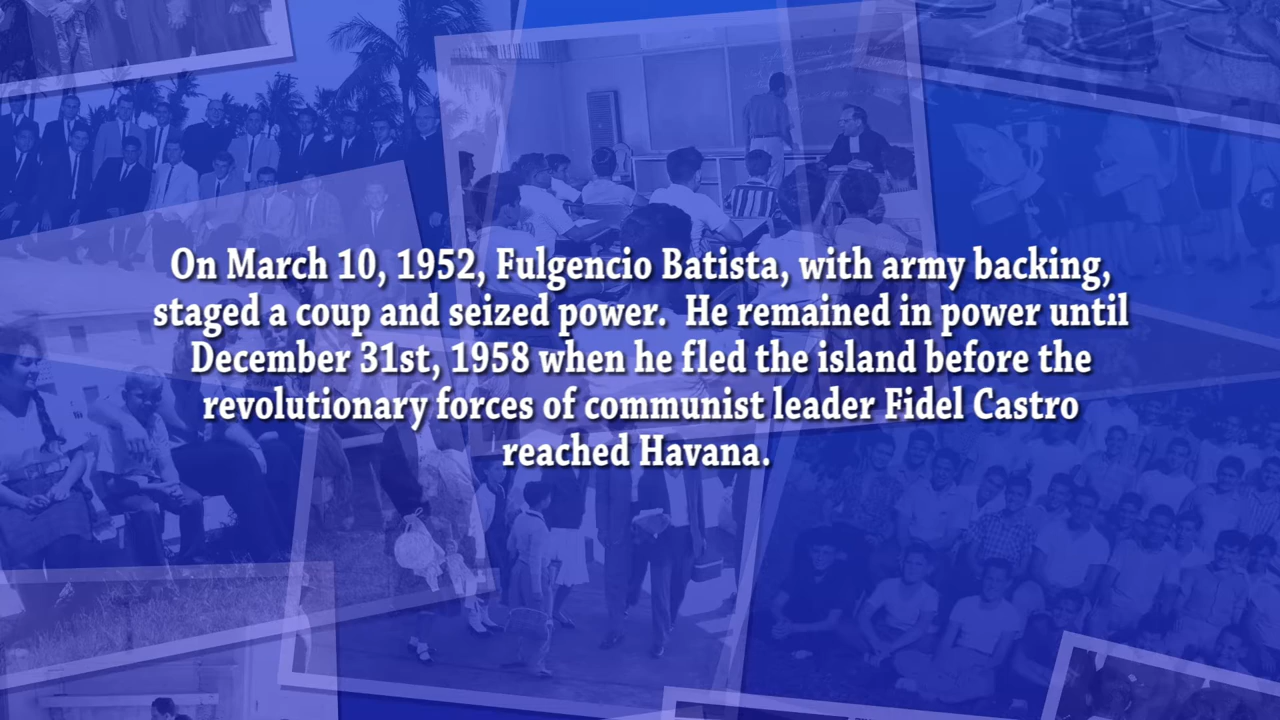 On March 10, 1952, Fulgencio Batista, with army backing,
staged a coup and seized power.  He remained in power until
December 31st, 1958 when he fled the island before the
revolutionary forces of communist leader Fidel Castro
reached Havana.